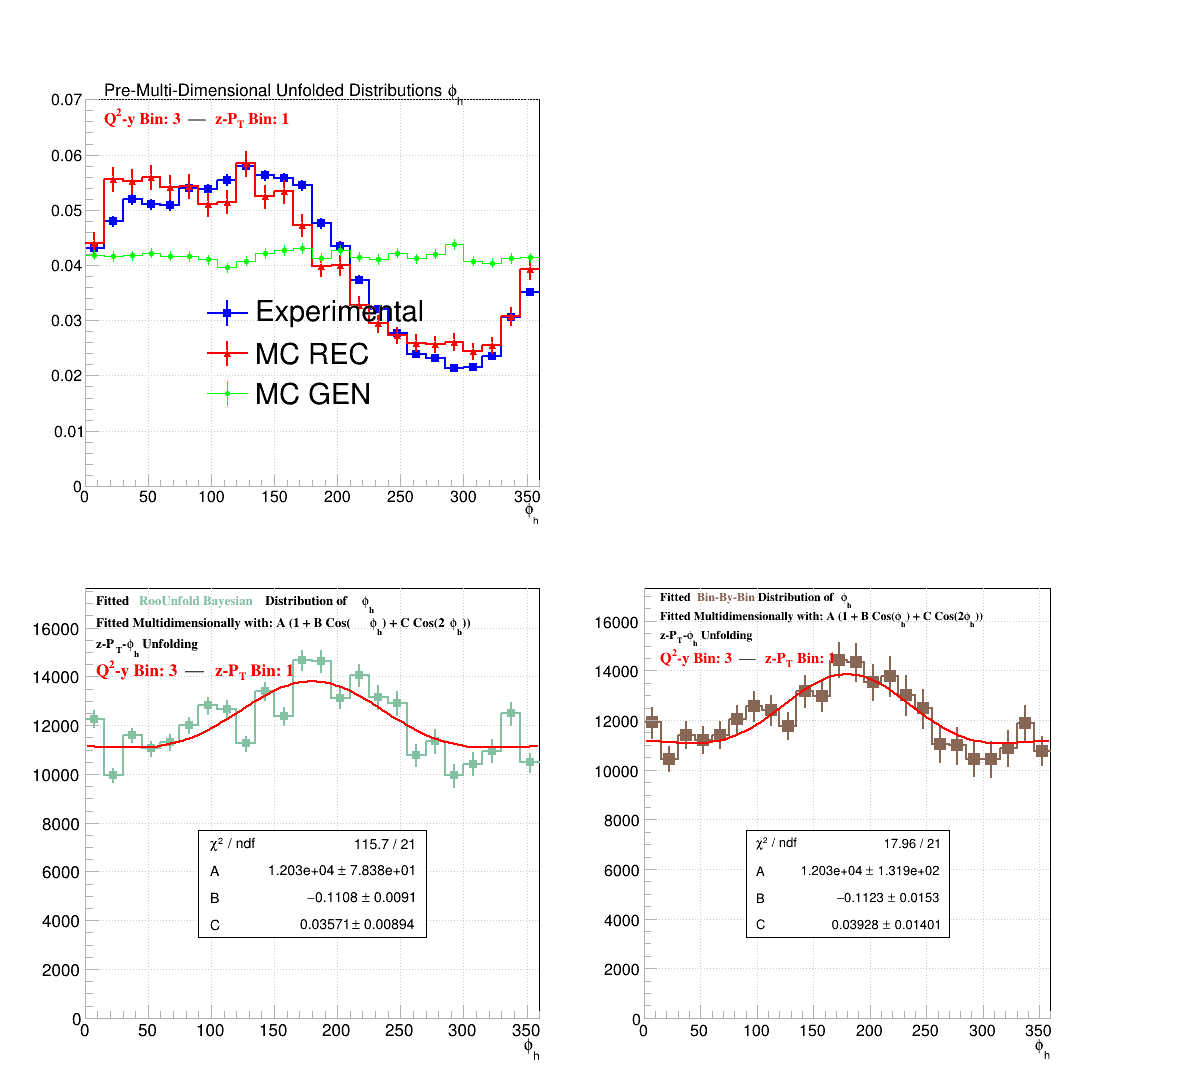 Pre-Multi-Dimensional Unfolded Distributions ϕh
Q²-y Bin: 3 — z-PT Bin: 1
0.07
0.06
0.05
0.04
0.03
0.02
0.01
0
Experimental
MC REC
MC GEN
0 50 100 150 200 250 300 350
ϕh
Fitted RooUnfold Bayesian Distribution of ϕh
Fitted Multidimensionally with: A (1 + B Cos( ϕh) + C Cos(2 ϕh))
z-PT-ϕh Unfolding
Q²-y Bin: 3 — z-PT Bin: 1
16000
14000
12000
10000
8000
6000
4000
2000
0
χ² / ndf 115.7 / 21
A 1.203e+04 ± 7.838e+01
B −0.1108 ± 0.0091
C 0.03571 ± 0.00894
0 50 100 150 200 250 300 350
ϕh
Fitted Bin-By-Bin Distribution of ϕh
Fitted Multidimensionally with: A (1 + B Cos(ϕh) + C Cos(2ϕh))
z-PT-ϕh Unfolding
Q²-y Bin: 3 — z-PT Bin: 1
16000
14000
12000
10000
8000
6000
4000
2000
0
χ² / ndf 17.96 / 21
A 1.203e+04 ± 1.319e+02
B −0.1123 ± 0.0153
C 0.03928 ± 0.01401
0 50 100 150 200 250 300 350
ϕh